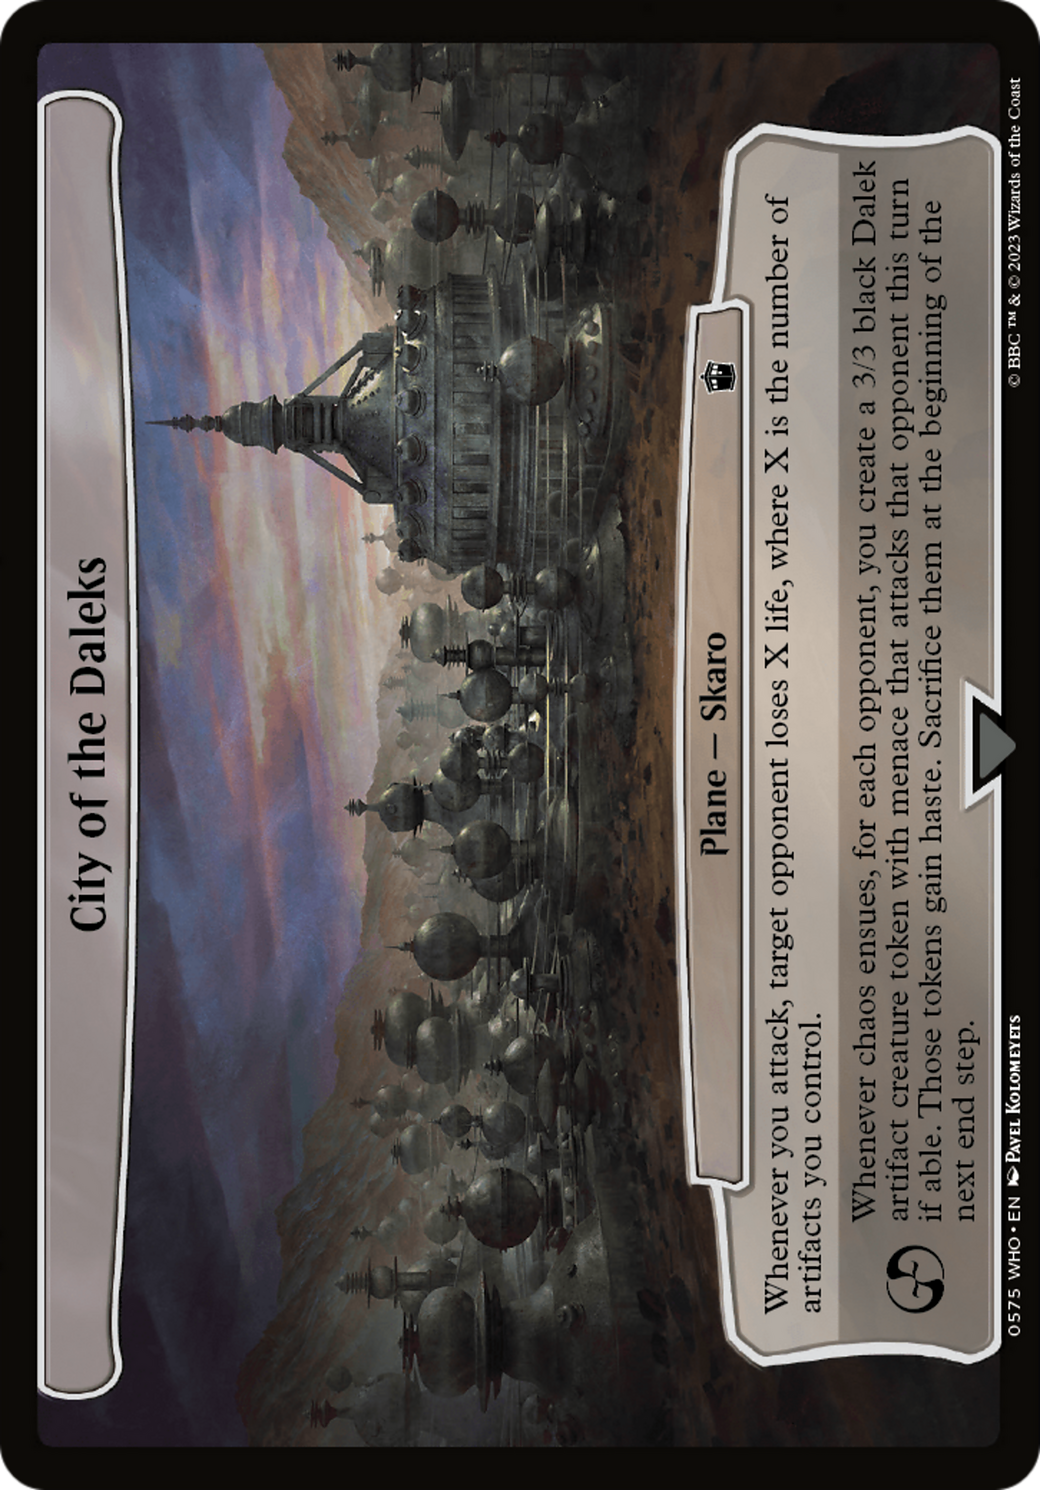 City of the Daleks
Plane — Skaro
Whenever you attack, target opponent loses X life, where X is the number of
artifacts you control.
Whenever chaos ensues, for each opponent, you create a 3/3 black Dalek
artifact creature token with menace that attacks that opponent this turn
if able. Those tokens gain haste. Sacrifice them at the beginning of the
next end step.
0575 WHO • EN PAVEL KOLOMEYETS
© BBC ™ & © 2023 Wizards of the Coast